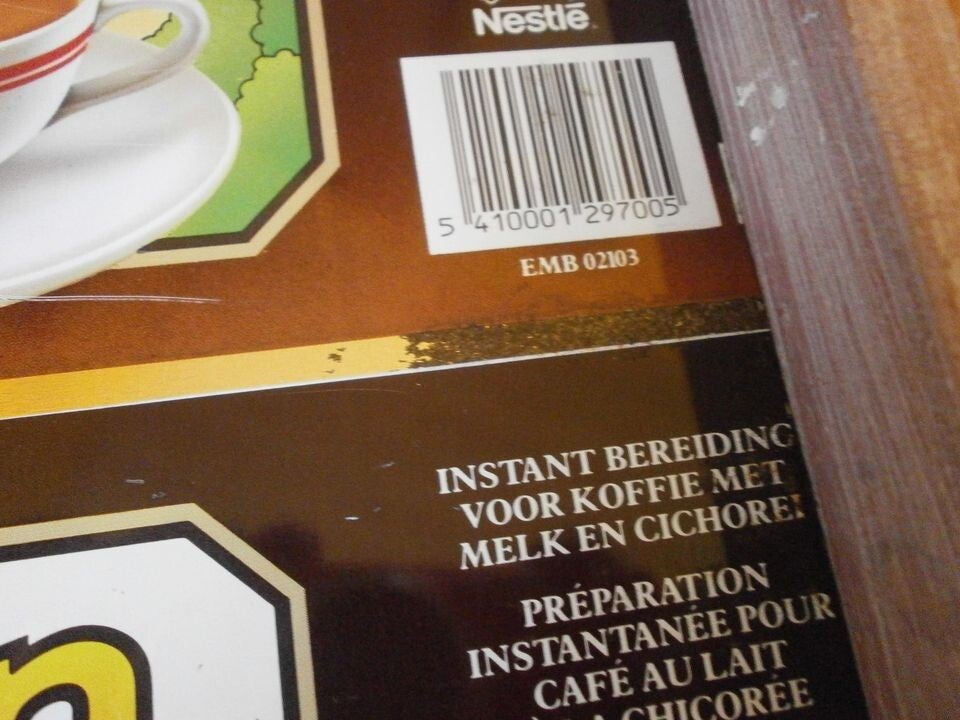 Nestlé
5 410001 297005
EMB 02103
INSTANT BEREIDING
VOOR KOFFIE MET
MELK EN CICHOREI
PRÉPARATION
INSTANTANÉE POUR
CAFÉ AU LAIT
À LA CHICORÉE
n